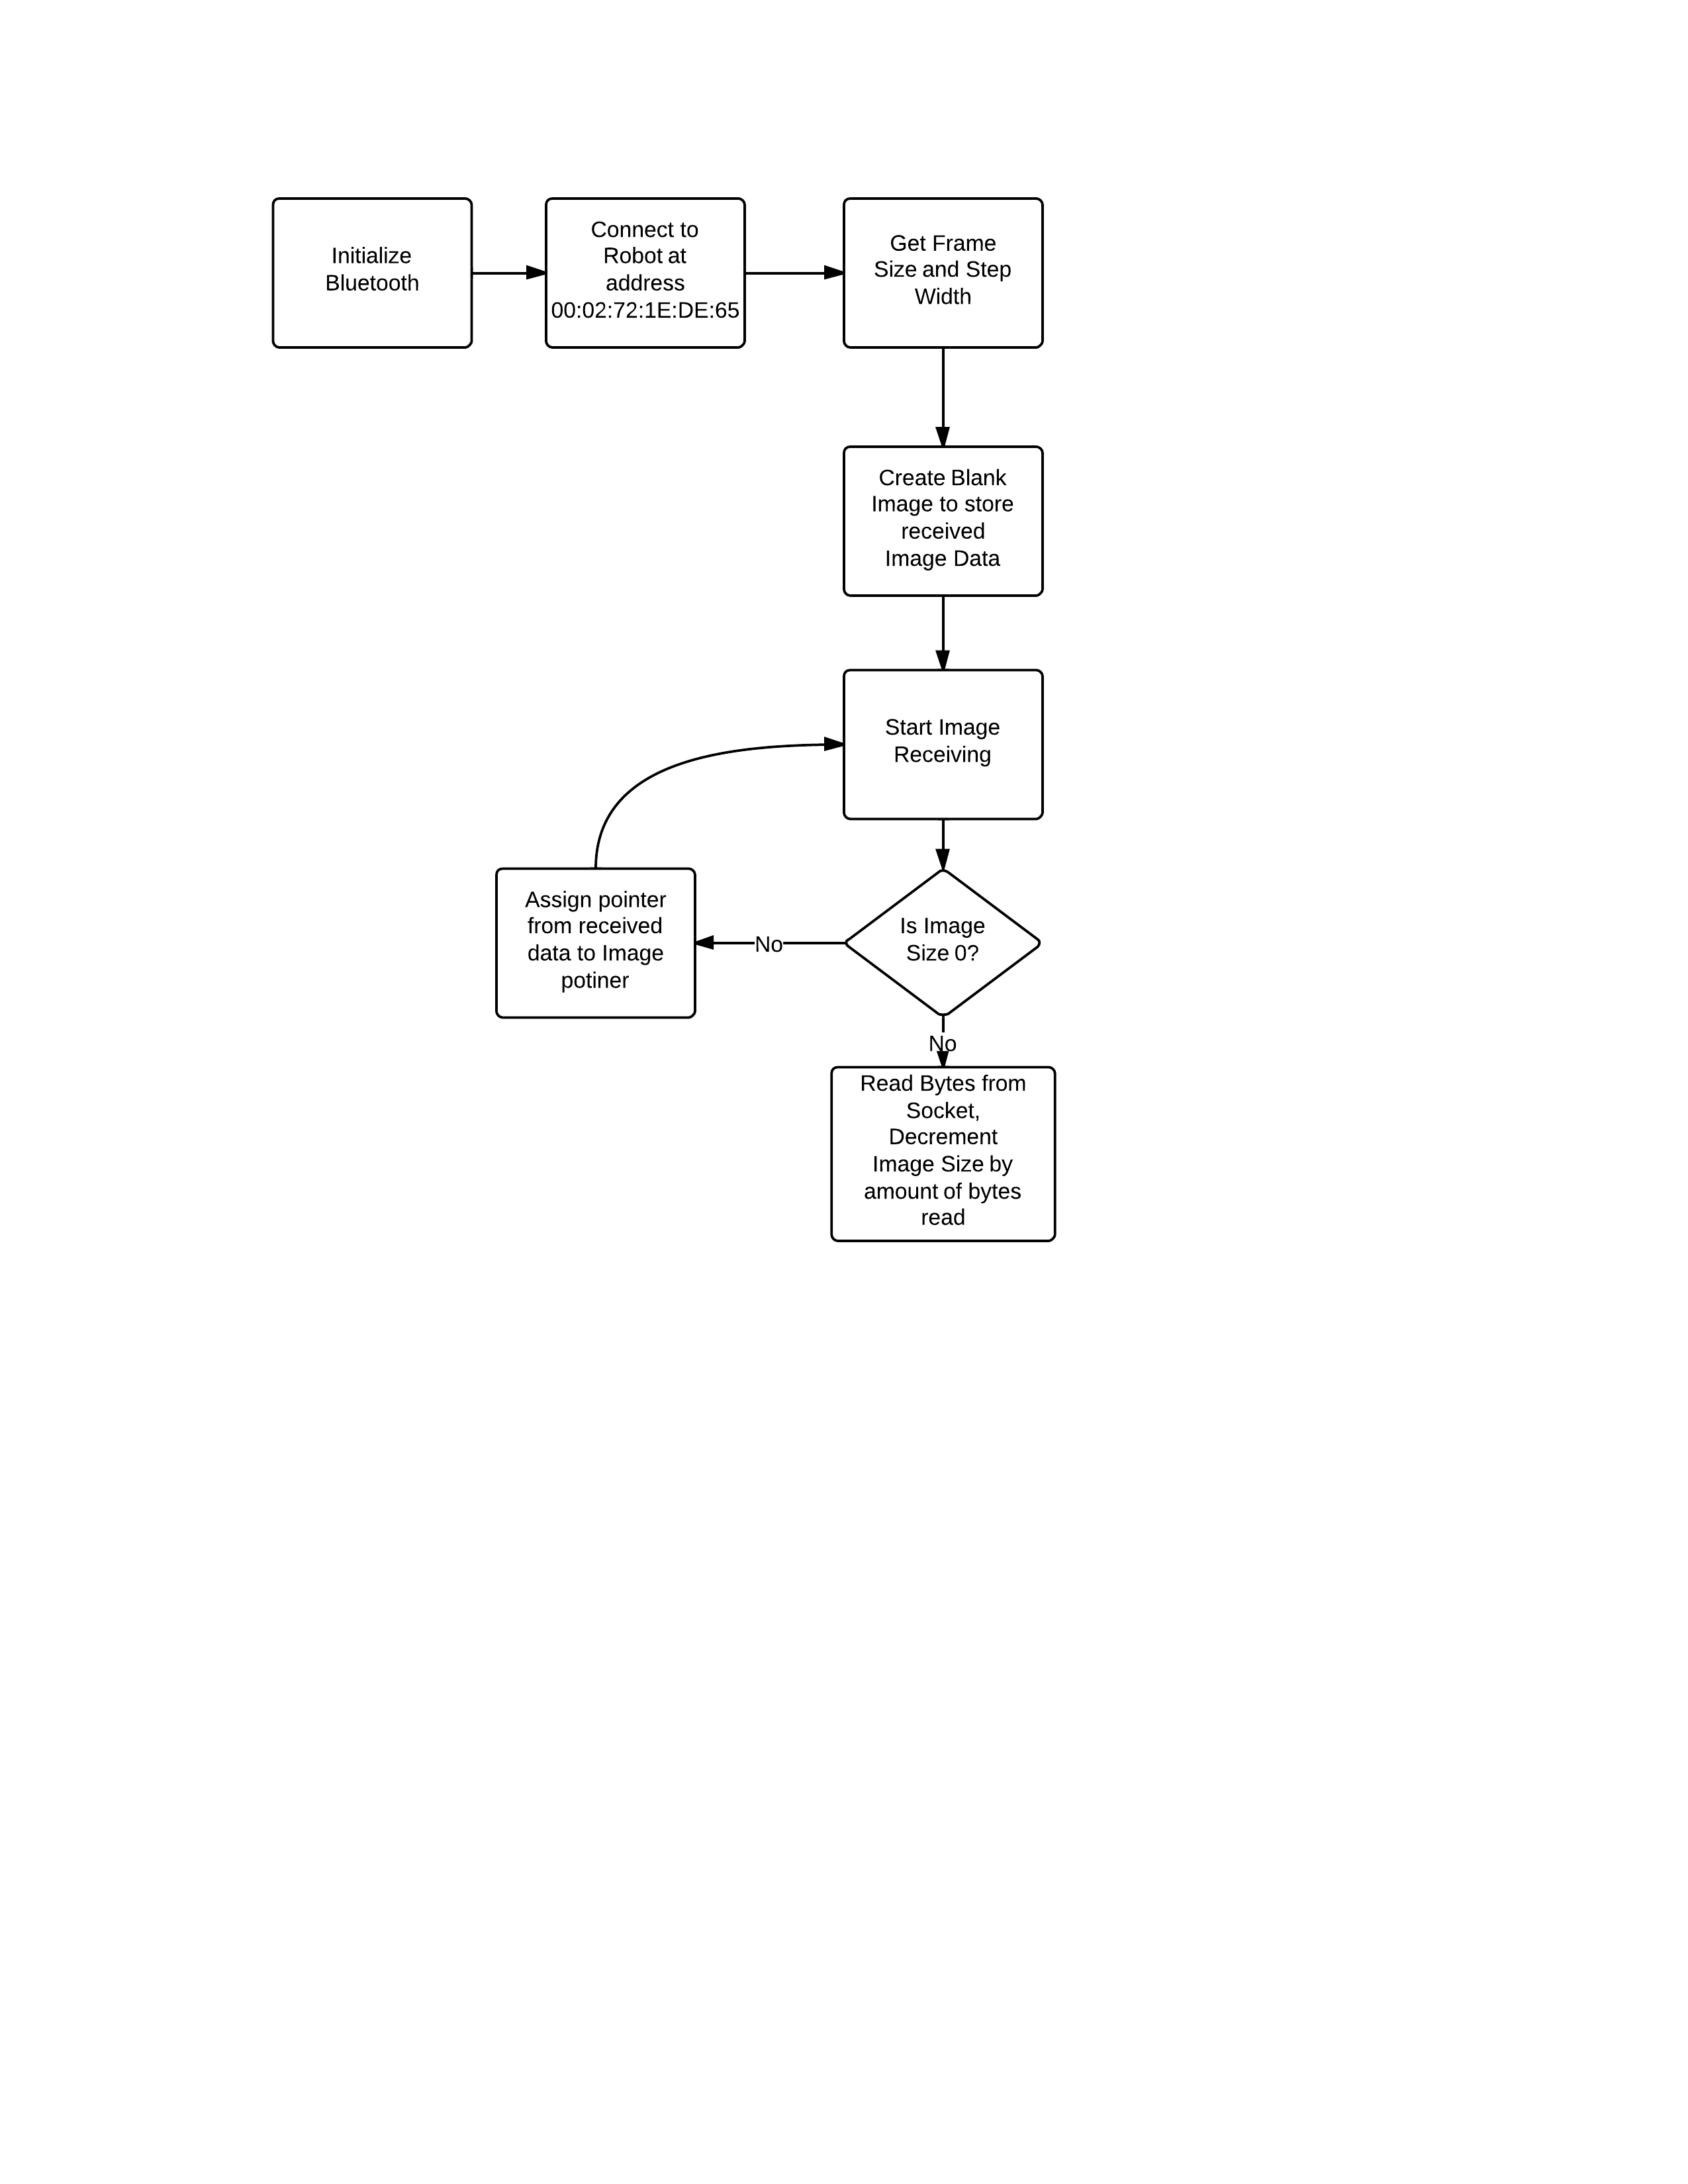 Initialize
Bluetooth
Connect to
Robot at
address
00:02:72:1E:DE:65
Get Frame
Size and Step
Width
Create Blank
Image to store
received
Image Data
Start Image
Receiving
Assign pointer
from received
data to Image
potiner
No
Is Image
Size 0?
No
Read Bytes from
Socket,
Decrement
Image Size by
amount of bytes
read